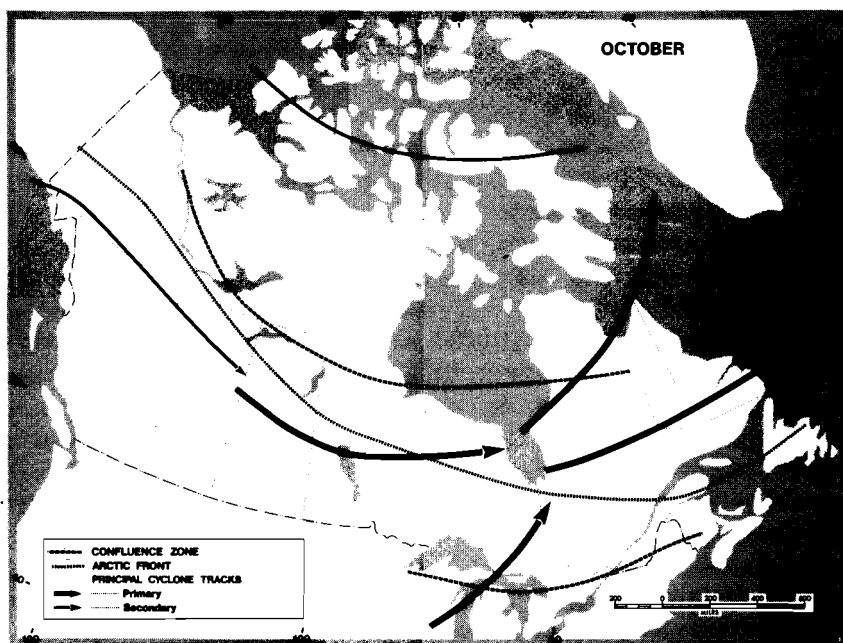 OCTOBER
CONFLUENCE ZONE
ARCTIC FRONT
PRINCIPAL CYCLONE TRACKS
Primary
Secondary
200 0 200 400 600
MILES